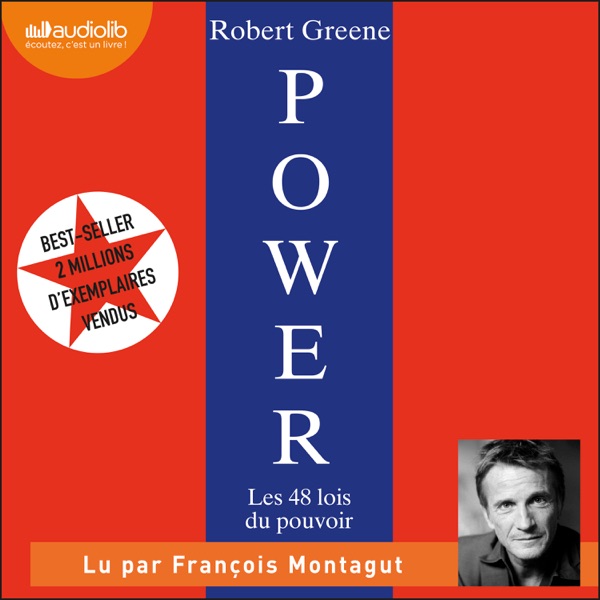 audiolib
écoutez, c'est un livre !
Robert Greene
POWER
BEST-SELLER
2 MILLIONS
D'EXEMPLAIRES
VENDUS
Les 48 lois
du pouvoir
Lu par François Montagut